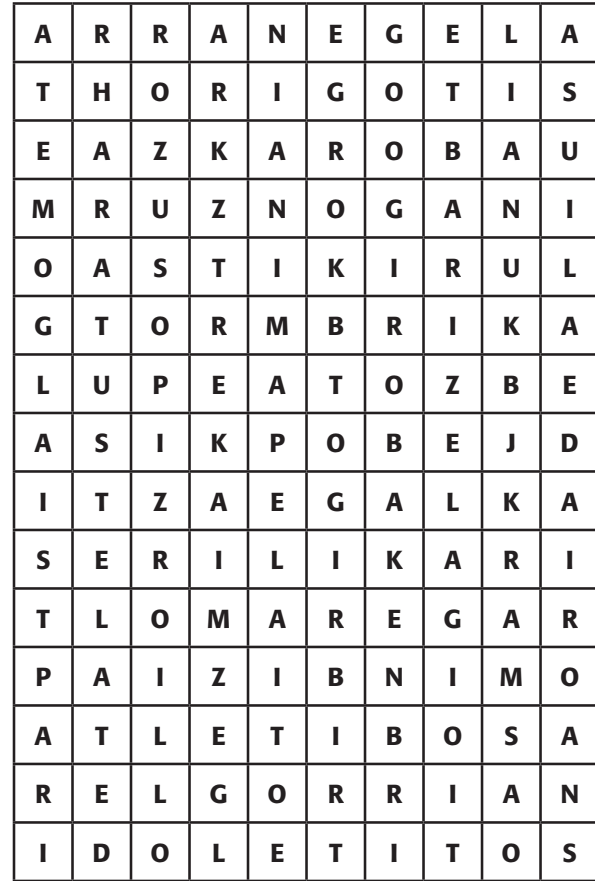 A R R A N E G E L A
T H O R I G O T I S
E A Z K A R O B A U
M R U Z N O G A N I
O A S T I K I R U L
G T O R M B R I K A
L U P E A T O Z B E
A S I K P O B E J D
I T Z A E G A L K A
S E R I L I K A R I
T L O M A R E G A R
P A I Z I B N I M O
A T L E T I B O S A
R E L G O R R I A N
I D O L E T I T O S